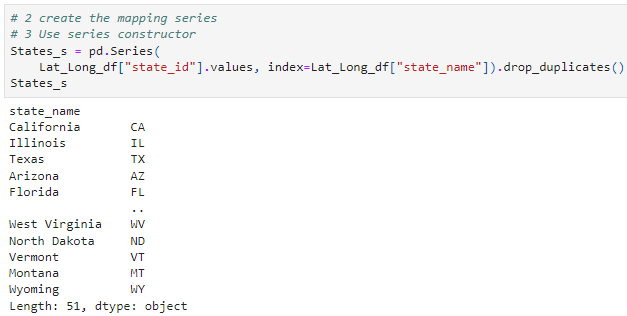 # 2 create the mapping series
# 3 Use series constructor
States_s = pd.Series(
    Lat_Long_df["state_id"].values, index=Lat_Long_df["state_name"]).drop_duplicates()
States_s
state_name
California       CA
Illinois         IL
Texas            TX
Arizona          AZ
Florida          FL
                 ..
West Virginia    WV
North Dakota     ND
Vermont          VT
Montana          MT
Wyoming          WY
Length: 51, dtype: object